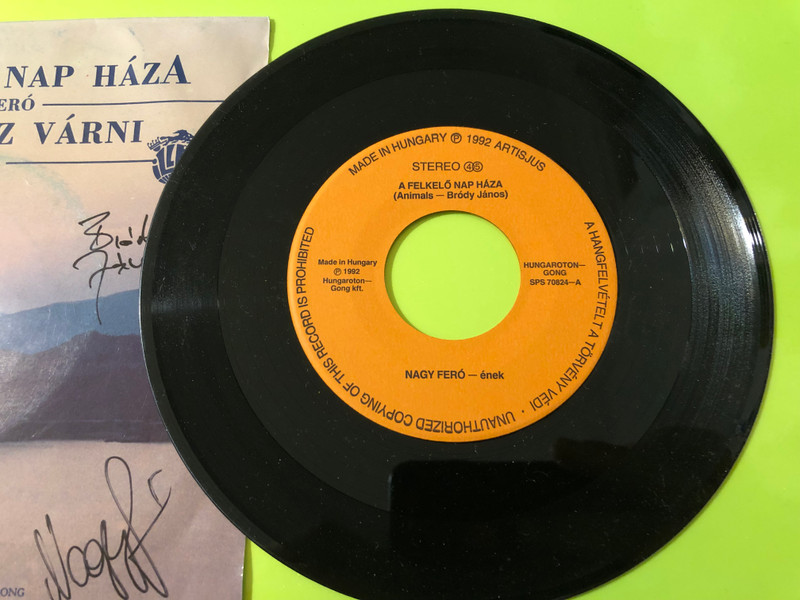 NAP HÁZA
ERÓ
Z VÁRNI
Nagy F
ONG
MADE IN HUNGARY Ⓟ 1992 ARTISJUS
STEREO 45
A FELKELŐ NAP HÁZA
(Animals — Bródy János)
Made in Hungary
Ⓟ 1992
Hungaroton—
Gong kft.
HUNGAROTON—
GONG
SPS 70824—A
NAGY FERÓ — ének
A HANGFELVÉTELT A TÖRVÉNY VÉDI · UNAUTHORIZED COPYING OF THIS RECORD IS PROHIBITED